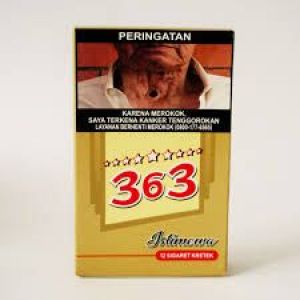 PERINGATAN
KARENA MEROKOK,
SAYA TERKENA KANKER TENGGOROKAN
LAYANAN BERHENTI MEROKOK (0800-177-6565)
363
Istimewa
12 SIGARET KRETEK